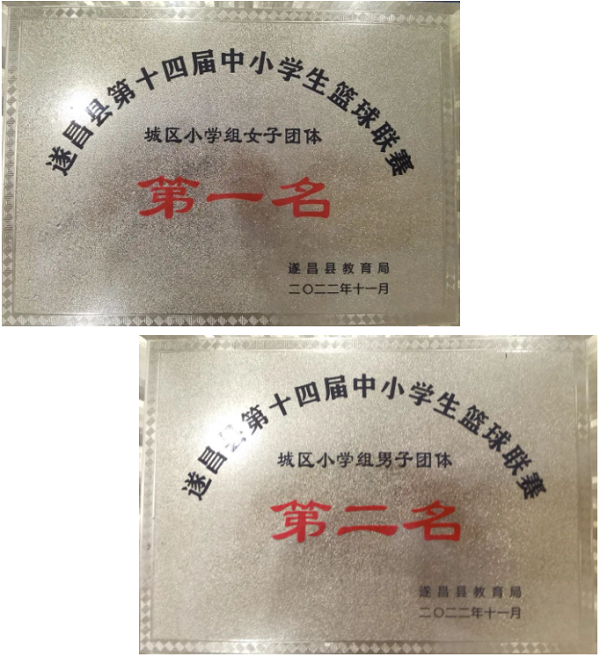 遂昌县第十四届中小学生篮球联赛
城区小学组女子团体
第一名
遂昌县教育局
二〇二二年十一月
遂昌县第十四届中小学生篮球联赛
城区小学组男子团体
第二名
遂昌县教育局
二〇二二年十一月